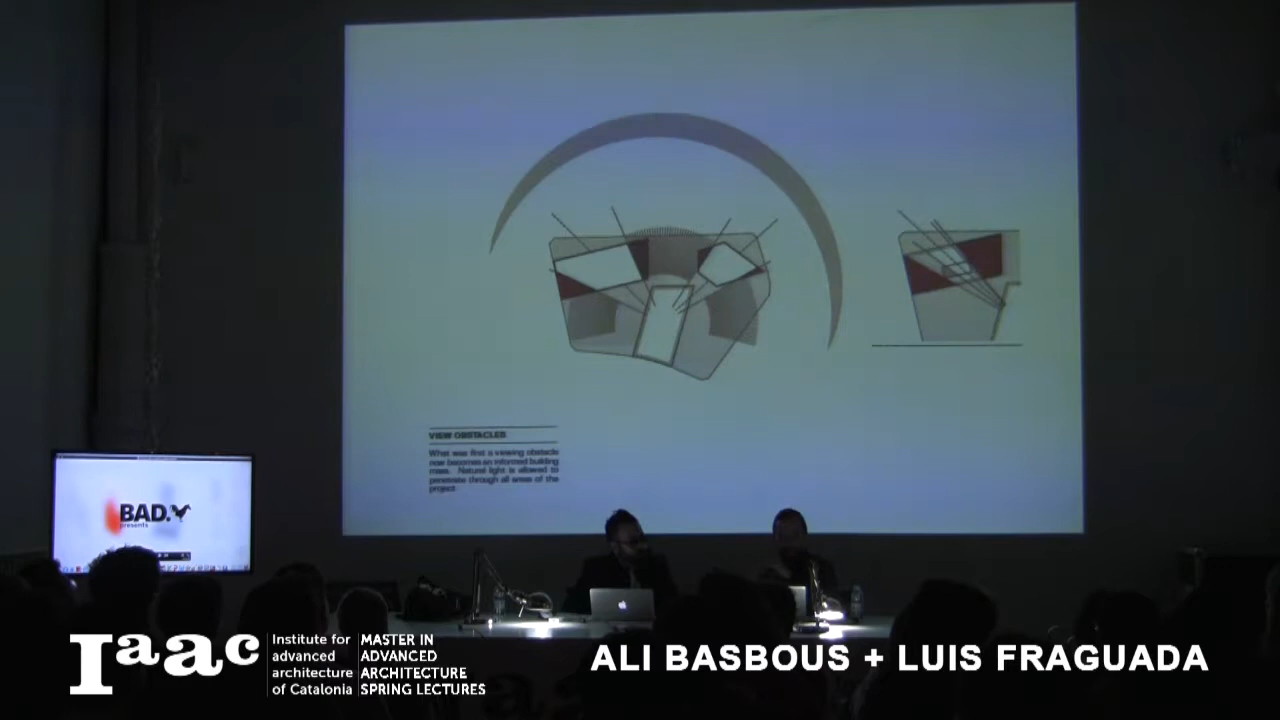 VIEW OBSTACLES
What was first a viewing obstacle
now becomes an informed building
mass. Natural light is allowed to
penetrate through all areas of the
project.
BAD.
presents
Iaac
Institute for
advanced
architecture
of Catalonia
MASTER IN
ADVANCED
ARCHITECTURE
SPRING LECTURES
ALI BASBOUS + LUIS FRAGUADA